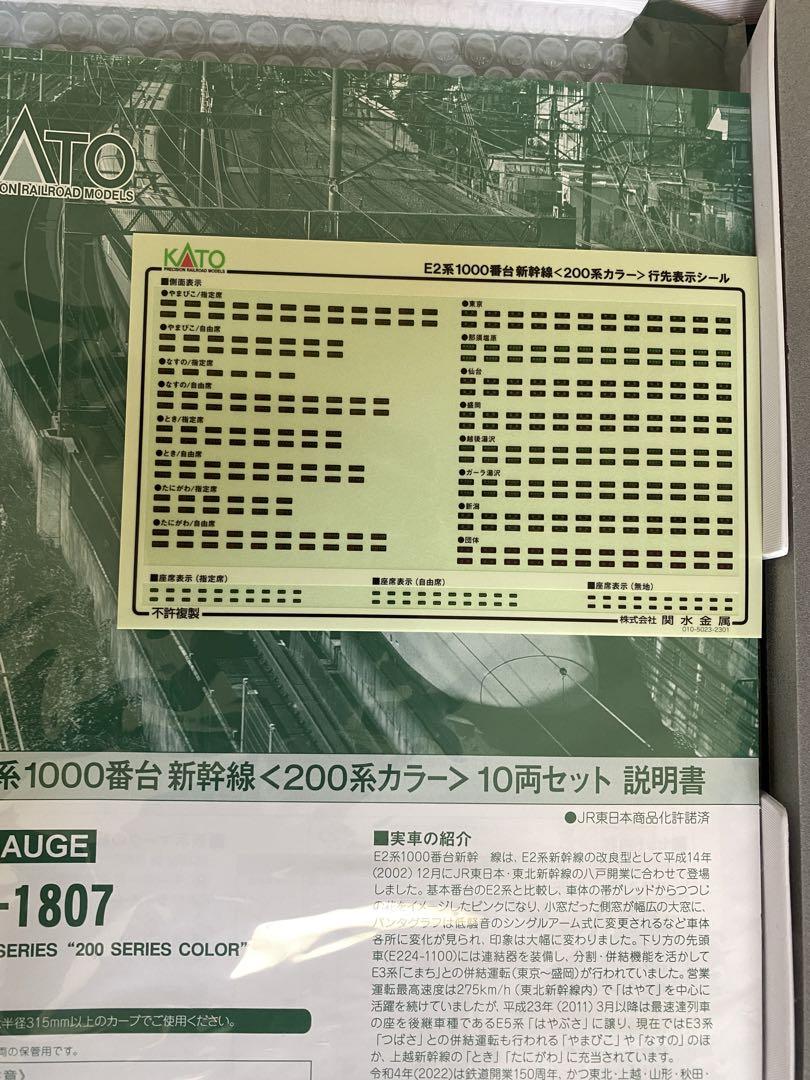 ATO
ON RAILROAD MODELS
KATO
PRECISION RAILROAD MODELS
E2系1000番台新幹線<200系カラー>行先表示シール
■側面表示
●やまびこ/指定席
●やまびこ/自由席
●なすの/指定席
●なすの/自由席
●とき/指定席
●とき/自由席
●たにがわ/指定席
●たにがわ/自由席
●東京
●那須塩原
●仙台
●盛岡
●越後湯沢
●ガーラ湯沢
●新潟
●団体
■座席表示(指定席)
■座席表示(自由席)
■座席表示(無地)
不許複製
株式会社 関水金属
010-5023-2301
系1000番台 新幹線<200系カラー> 10両セット 説明書
●JR東日本商品化許諾済
AUGE
-1807
SERIES “200 SERIES COLOR”
半径315mm以上のカーブでご使用ください。
両の保管用です。
■実車の紹介
E2系1000番台新幹 線は、E2系新幹線の改良型として平成14年
(2002) 12月にJR東日本・東北新幹線の八戸開業に合わせて登場
しました。基本番台のE2系と比較し、車体の帯がレッドからつつじ
の花をイメージしたピンクになり、小窓だった側窓が幅広の大窓に、
パンタグラフは低騒音のシングルアーム式に変更されるなど車体
各所に変化が見られ、印象は大幅に変わりました。下り方の先頭
車(E224-1100)には連結器を装備し、分割・併結機能を活かして
E3系「こまち」との併結運転(東京~盛岡)が行われています。営業
運転最高速度は275km/h (東北新幹線内) で「はやて」を中心に
活躍を続けていましたが、平成23年 (2011) 3月以降は最速達列車
の座を後継車種であるE5系「はやぶさ」に譲り、現在ではE3系
「つばさ」との併結運転も行われる「やまびこ」や「なすの」のほ
か、上越新幹線の「とき」「たにがわ」に充当されています。
令和4年(2022)は鉄道開業150周年、かつ東北・上越・山形・秋田・